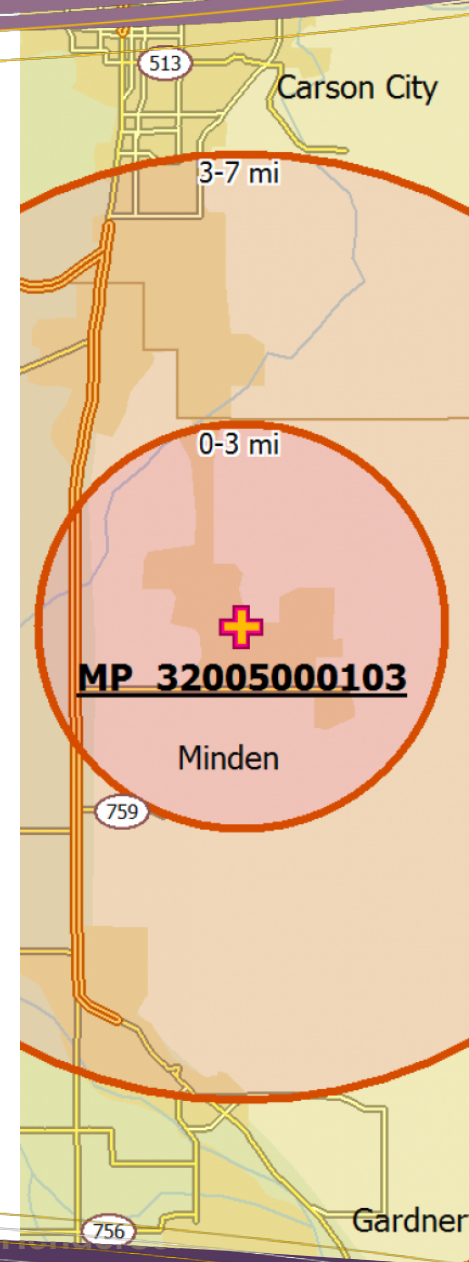 513
Carson City
3-7 mi
0-3 mi
MP 32005000103
Minden
759
Gardner
756